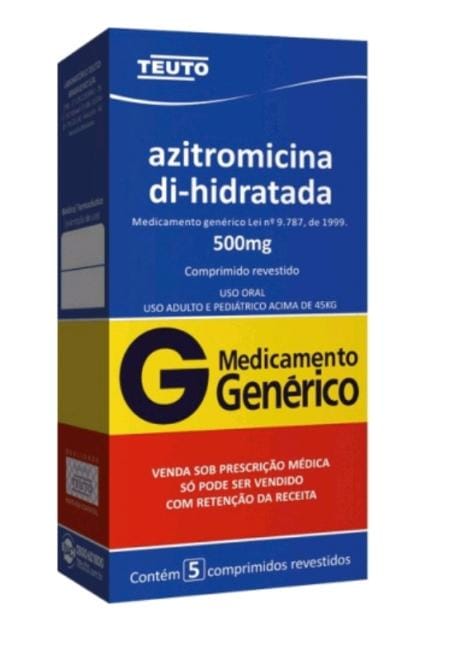 TEUTO
azitromicina
di-hidratada
Medicamento genérico Lei nº 9.787, de 1999.
500mg
Comprimido revestido
USO ORAL
USO ADULTO E PEDIÁTRICO ACIMA DE 45KG
G Medicamento
Genérico
VENDA SOB PRESCRIÇÃO MÉDICA
SÓ PODE SER VENDIDO
COM RETENÇÃO DA RECEITA
Contém 5 comprimidos revestidos
TEUTO